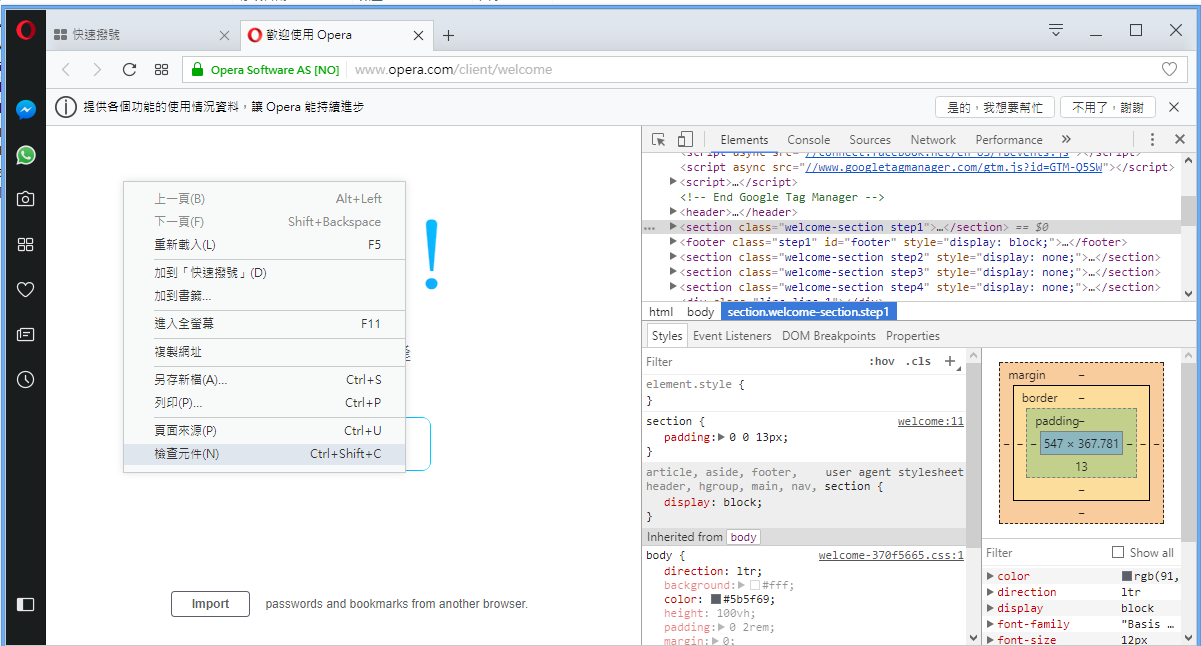 快速撥號
歡迎使用 Opera
Opera Software AS [NO]
www.opera.com/client/welcome
提供各個功能的使用情況資料，讓 Opera 能持續進步
是的，我想要幫忙
不用了，謝謝
上一頁(B) Alt+Left
下一頁(F) Shift+Backspace
重新載入(L) F5
加到「快速撥號」(D)
加到書籤...
進入全螢幕 F11
複製網址
另存新檔(A)... Ctrl+S
列印(P)... Ctrl+P
頁面來源(P) Ctrl+U
檢查元件(N) Ctrl+Shift+C
!
Import passwords and bookmarks from another browser.
Elements Console Sources Network Performance »
<script async src="//connect.facebook.net/en_US/fbevents.js"></script>
<script async src="//www.googletagmanager.com/gtm.js?id=GTM-Q5SW"></script>
<script>…</script>
<!-- End Google Tag Manager -->
<header>…</header>
<section class="welcome-section step1">…</section> == $0
<footer class="step1" id="footer" style="display: block;">…</footer>
<section class="welcome-section step2" style="display: none;">…</section>
<section class="welcome-section step3" style="display: none;">…</section>
<section class="welcome-section step4" style="display: none;">…</section>
html body section.welcome-section.step1
Styles Event Listeners DOM Breakpoints Properties
Filter :hov .cls +
element.style {
}
section { welcome:11
padding: 0 0 13px;
}
article, aside, footer, user agent stylesheet
header, hgroup, main, nav, section {
display: block;
}
Inherited from body
body { welcome-370f5665.css:1
direction: ltr;
background: #fff;
color: #5b5f69;
height: 100vh;
padding: 0 2rem;
margin: 0;
margin –
border –
padding –
– – – 547 × 367.781 – – –
13
–
–
Filter Show all
color rgb(91,
direction ltr
display block
font-family "Basis …
font-size 12px